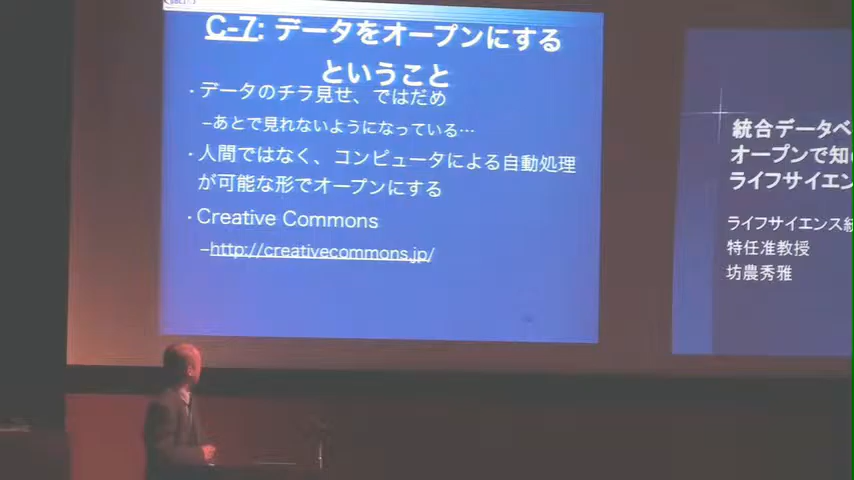 C-7: データをオープンにする
ということ
・データのチラ見せ、ではだめ
–あとで見れないようになっている…
・人間ではなく、コンピュータによる自動処理
が可能な形でオープンにする
・Creative Commons
–http://creativecommons.jp/
統合データベ
オープンで知
ライフサイエン
ライフサイエンス統
特任准教授
坊農秀雅